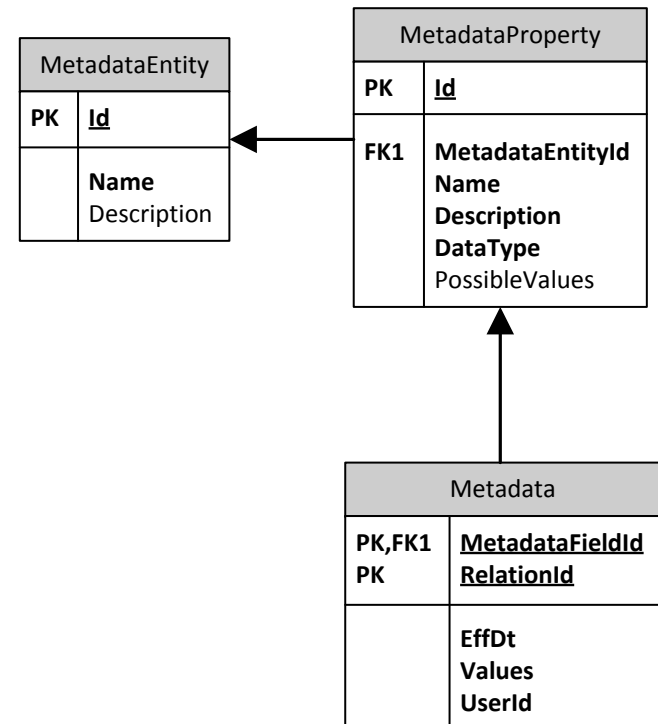 MetadataEntity
PK Id
Name
Description
MetadataProperty
PK Id
FK1 MetadataEntityId
Name
Description
DataType
PossibleValues
Metadata
PK,FK1 MetadataFieldId
PK RelationId
EffDt
Values
UserId